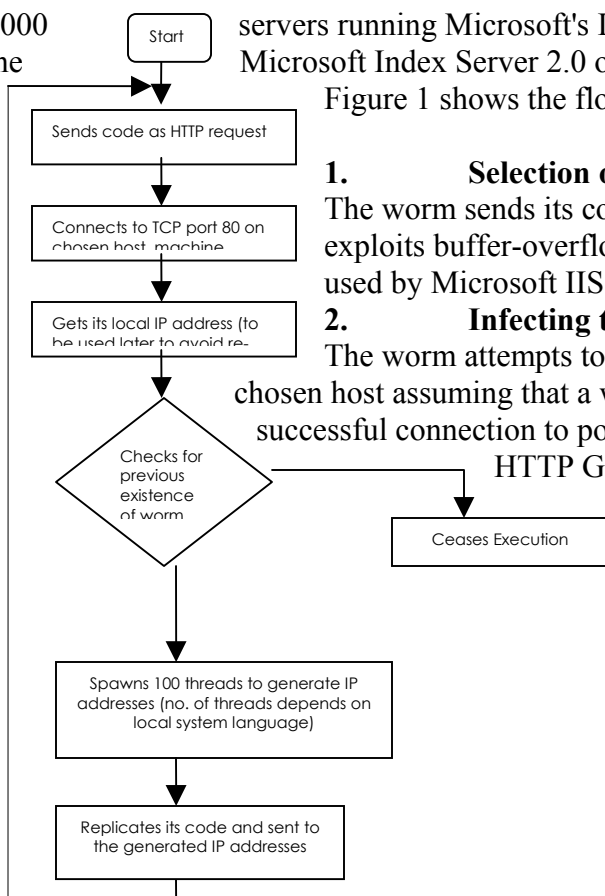 000
ne
servers running Microsoft's I
Microsoft Index Server 2.0 o
Figure 1 shows the flo
1. Selection o
The worm sends its co
exploits buffer-overflo
used by Microsoft IIS
2. Infecting t
The worm attempts to
chosen host assuming that a w
successful connection to po
HTTP G
Start
Sends code as HTTP request
Connects to TCP port 80 on
chosen host machine
Gets its local IP address (to
be used later to avoid re-
Checks for
previous
existence
of worm
Ceases Execution
Spawns 100 threads to generate IP
addresses (no. of threads depends on
local system language)
Replicates its code and sent to
the generated IP addresses